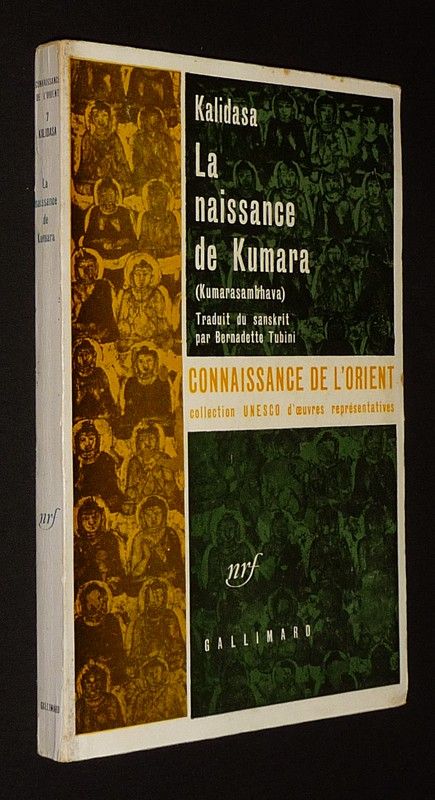 CONNAISSANCE
DE L'ORIENT
7
KALIDASA
La
naissance
de
Kumara
nrf
GALLIMARD
Kalidasa
La
naissance
de Kumara
(Kumarasambhava)
Traduit du sanskrit
par Bernadette Tubini
CONNAISSANCE DE L'ORIENT
collection UNESCO d'œuvres représentatives
nrf
GALLIMARD